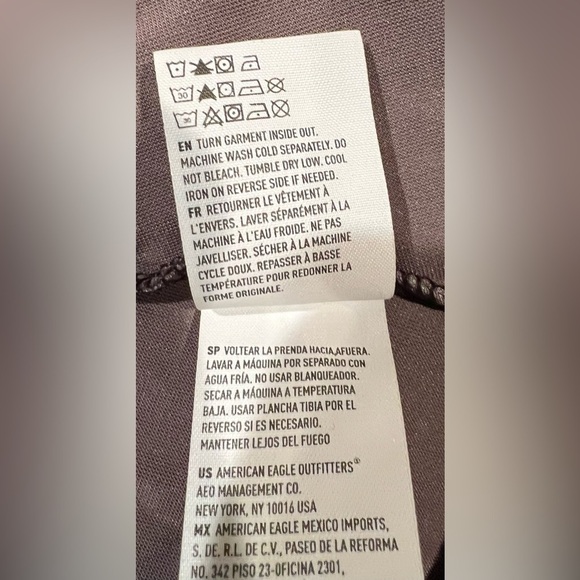 EN TURN GARMENT INSIDE OUT.
MACHINE WASH COLD SEPARATELY. DO
NOT BLEACH. TUMBLE DRY LOW. COOL
IRON ON REVERSE SIDE IF NEEDED.
FR RETOURNER LE VÊTEMENT À
L'ENVERS. LAVER SÉPARÉMENT À LA
MACHINE À L'EAU FROIDE. NE PAS
JAVELLISER. SÉCHER À LA MACHINE
CYCLE DOUX. REPASSER À BASSE
TEMPÉRATURE POUR REDONNER LA
FORME ORIGINALE.
SP VOLTEAR LA PRENDA HACIA,AFUERA.
LAVAR A MÁQUINA POR SEPARADO CON
AGUA FRÍA. NO USAR BLANQUEADOR.
SECAR A MÁQUINA A TEMPERATURA
BAJA. USAR PLANCHA TIBIA POR EL
REVERSO SI ES NECESARIO.
MANTENER LEJOS DEL FUEGO
US AMERICAN EAGLE OUTFITTERS®
AEO MANAGEMENT CO.
NEW YORK, NY 10016 USA
MX AMERICAN EAGLE MEXICO IMPORTS,
S. DE. R.L. DE C.V., PASEO DE LA REFORMA
NO. 342 PISO 23-OFICINA 2301,